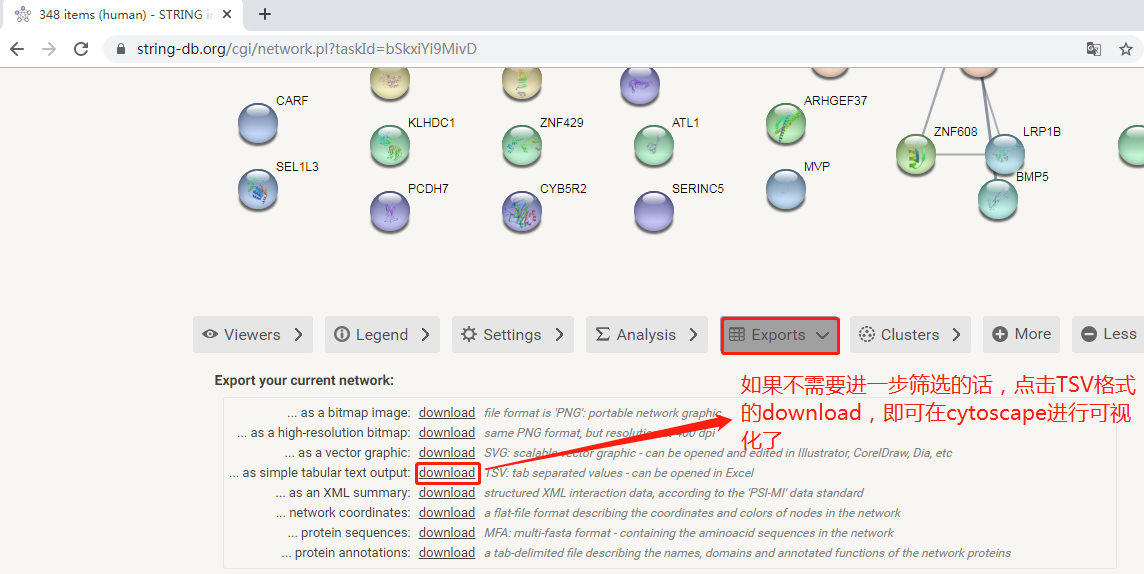 348 items (human) - STRING in
string-db.org/cgi/network.pl?taskId=bSkxiYi9MivD
CARF
ARHGEF37
KLHDC1
ZNF429
ATL1
ZNF608
LRP1B
SEL1L3
MVP
BMP5
PCDH7
CYB5R2
SERINC5
Viewers
Legend
Settings
Analysis
Exports
Clusters
More
Less
Export your current network:
... as a bitmap image: download file format is 'PNG': portable network graphic
... as a high-resolution bitmap: download same PNG format, but resolution at 400 dpi
... as a vector graphic: download SVG: scalable vector graphic - can be opened and edited in Illustrator, CorelDraw, Dia, etc
... as simple tabular text output: download TSV: tab separated values - can be opened in Excel
... as an XML summary: download structured XML interaction data, according to the 'PSI-MI' data standard
... network coordinates: download a flat-file format describing the coordinates and colors of nodes in the network
... protein sequences: download MFA: multi-fasta format - containing the aminoacid sequences in the network
... protein annotations: download a tab-delimited file describing the names, domains and annotated functions of the network proteins
如果不需要进一步筛选的话，点击TSV格式
的download，即可在cytoscape进行可视
化了